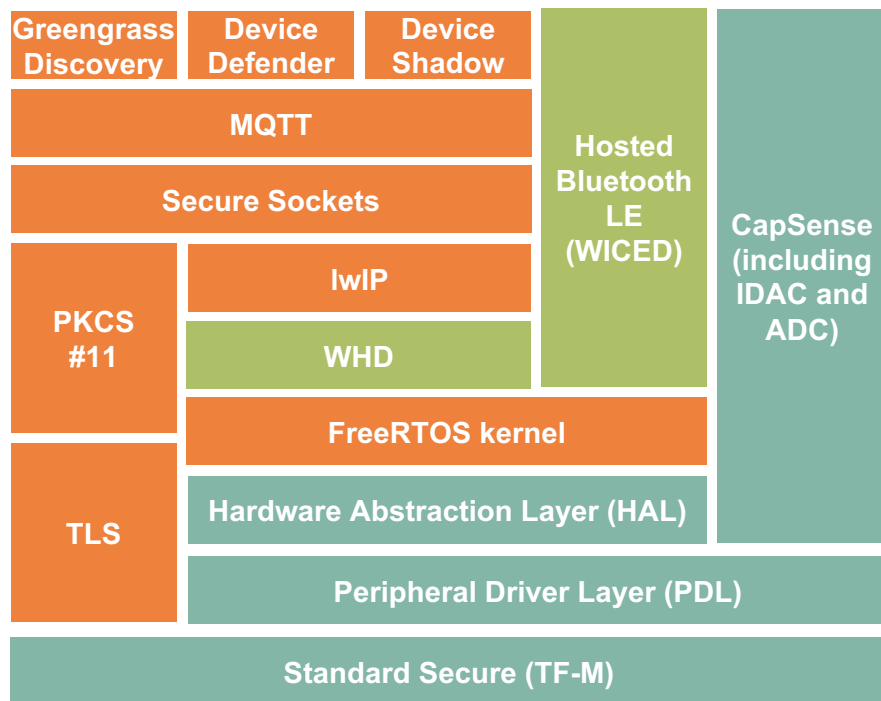 Greengrass
Discovery
Device
Defender
Device
Shadow
MQTT
Secure Sockets
Hosted
Bluetooth
LE
(WICED)
CapSense
(including
IDAC and
ADC)
PKCS
#11
lwIP
WHD
FreeRTOS kernel
TLS
Hardware Abstraction Layer (HAL)
Peripheral Driver Layer (PDL)
Standard Secure (TF-M)